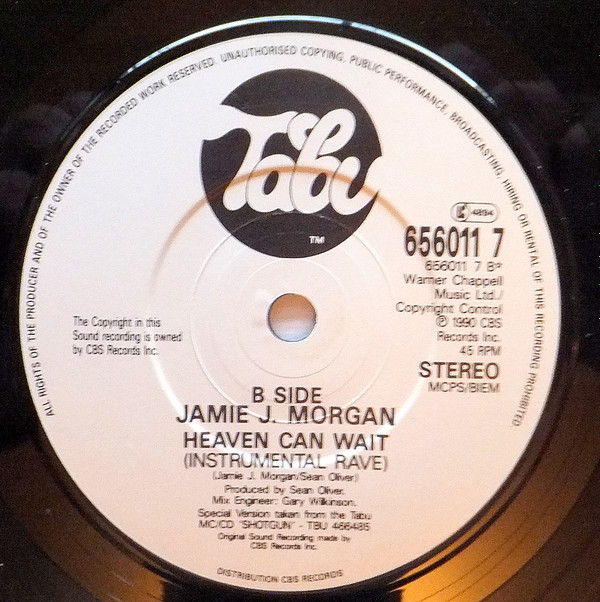 ALL RIGHTS OF THE PRODUCER AND OF THE OWNER OF THE RECORDED WORK RESERVED. UNAUTHORISED COPYING, PUBLIC PERFORMANCE, BROADCASTING, HIRING OR RENTAL OF THIS RECORDING PROHIBITED.
Tabu
TM
K 4894
656011 7
656011 7 B*
Warner Chappell
Music Ltd./
Copyright Control
℗ 1990 CBS
Records Inc.
45 RPM
STEREO
MCPS/BIEM
The Copyright in this
Sound recording is owned
by CBS Records Inc.
B SIDE
JAMIE J. MORGAN
HEAVEN CAN WAIT
(INSTRUMENTAL RAVE)
(Jamie J. Morgan/Sean Oliver)
Produced by Sean Oliver.
Mix Engineer: Gary Wilkinson.
Special Version taken from the Tabu
MC/CD 'SHOTGUN' - TBU 466485
Original Sound Recording made by
CBS Records Inc.
DISTRIBUTION CBS RECORDS